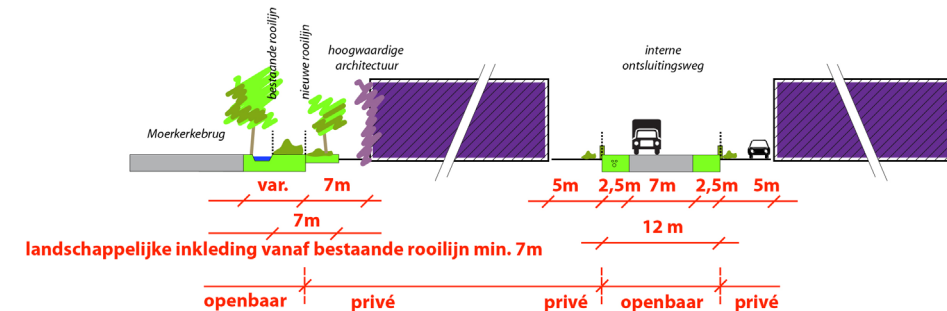 bestaande rooilijn
nieuwe rooilijn
hoogwaardige
architectuur
interne
ontsluitingsweg
Moerkerkebrug
var.
7m
5m
2,5m
7m
2,5m
5m
7m
12 m
landschappelijke inkleding vanaf bestaande rooilijn min. 7m
openbaar
privé
privé
openbaar
privé